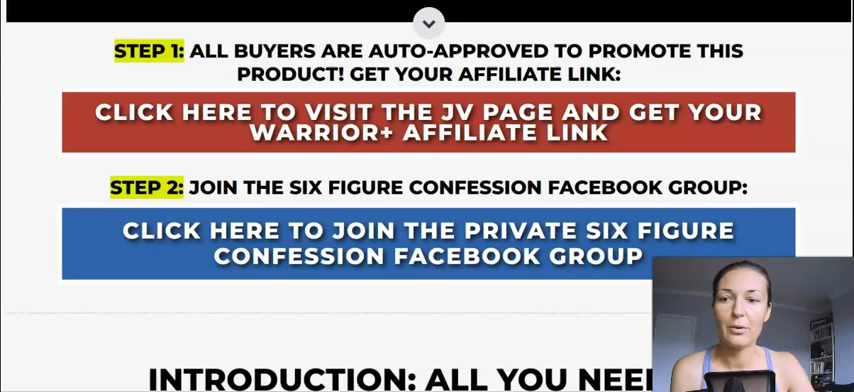 STEP 1: ALL BUYERS ARE AUTO-APPROVED TO PROMOTE THIS
PRODUCT! GET YOUR AFFILIATE LINK:
CLICK HERE TO VISIT THE JV PAGE AND GET YOUR
WARRIOR+ AFFILIATE LINK
STEP 2: JOIN THE SIX FIGURE CONFESSION FACEBOOK GROUP:
CLICK HERE TO JOIN THE PRIVATE SIX FIGURE
CONFESSION FACEBOOK GROUP
INTRODUCTION: ALL YOU NEE